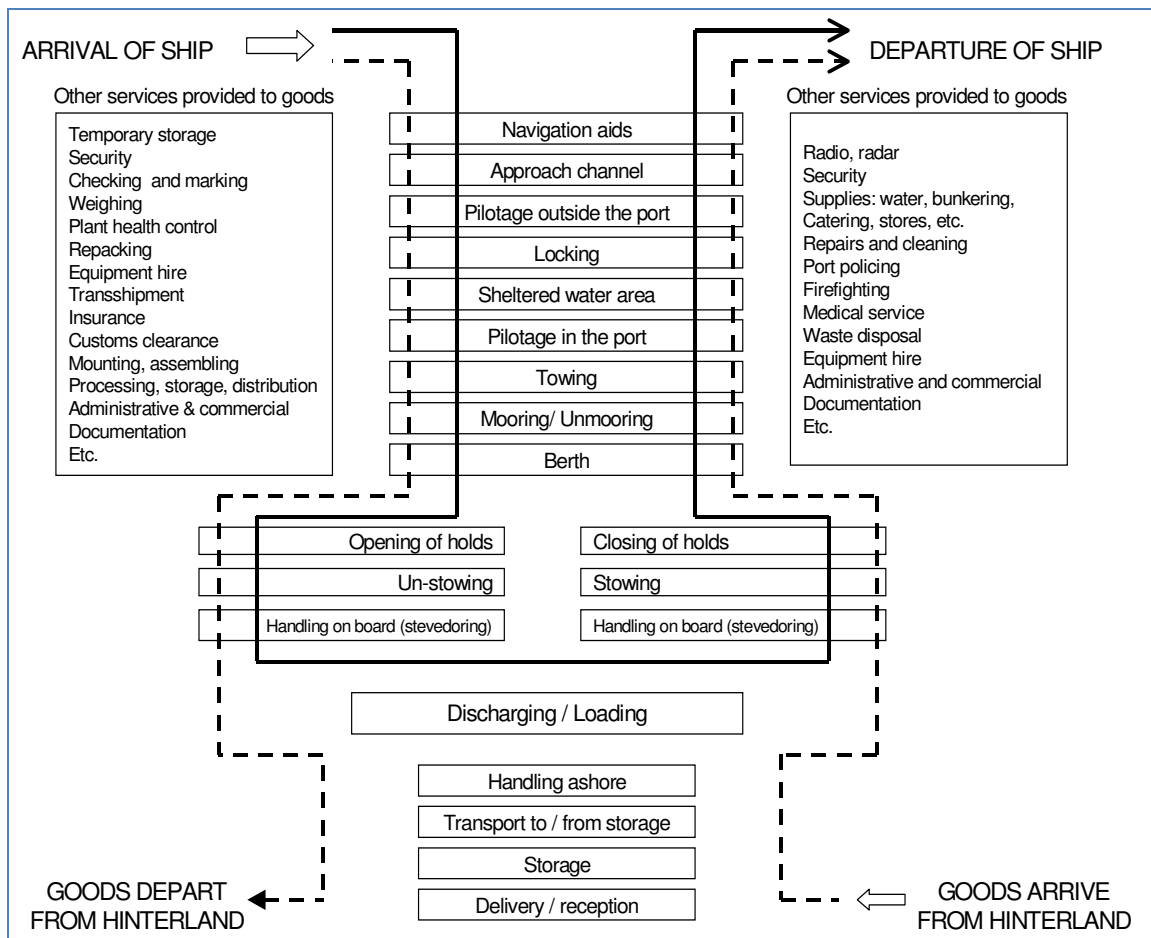 ARRIVAL OF SHIP
DEPARTURE OF SHIP
Other services provided to goods
Temporary storage
Security
Checking and marking
Weighing
Plant health control
Repacking
Equipment hire
Transshipment
Insurance
Customs clearance
Mounting, assembling
Processing, storage, distribution
Administrative & commercial
Documentation
Etc.
Navigation aids
Approach channel
Pilotage outside the port
Locking
Sheltered water area
Pilotage in the port
Towing
Mooring/ Unmooring
Berth
Other services provided to goods
Radio, radar
Security
Supplies: water, bunkering,
Catering, stores, etc.
Repairs and cleaning
Port policing
Firefighting
Medical service
Waste disposal
Equipment hire
Administrative and commercial
Documentation
Etc.
Opening of holds
Un-stowing
Handling on board (stevedoring)
Closing of holds
Stowing
Handling on board (stevedoring)
Discharging / Loading
Handling ashore
Transport to / from storage
Storage
Delivery / reception
GOODS DEPART
FROM HINTERLAND
GOODS ARRIVE
FROM HINTERLAND